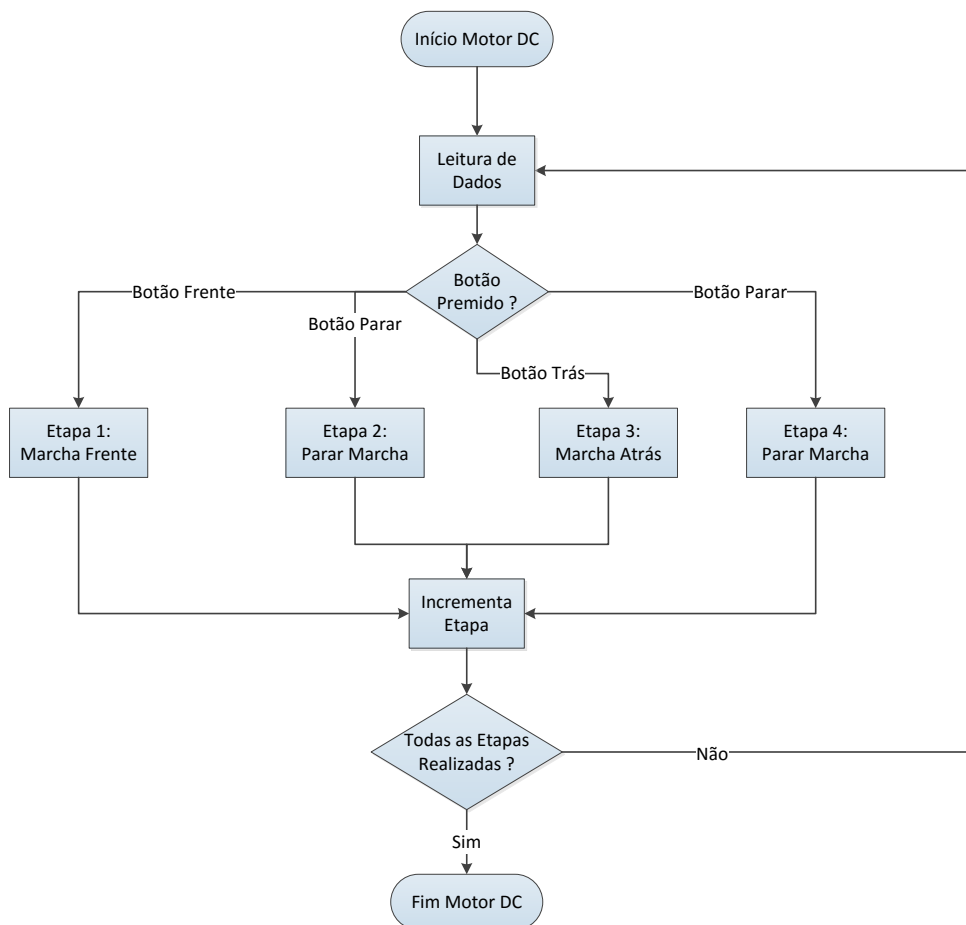 Início Motor DC
Leitura de
Dados
Botão
Premido ?
Botão Frente
Botão Parar
Botão Trás
Botão Parar
Etapa 1:
Marcha Frente
Etapa 2:
Parar Marcha
Etapa 3:
Marcha Atrás
Etapa 4:
Parar Marcha
Incrementa
Etapa
Todas as Etapas
Realizadas ?
Não
Sim
Fim Motor DC